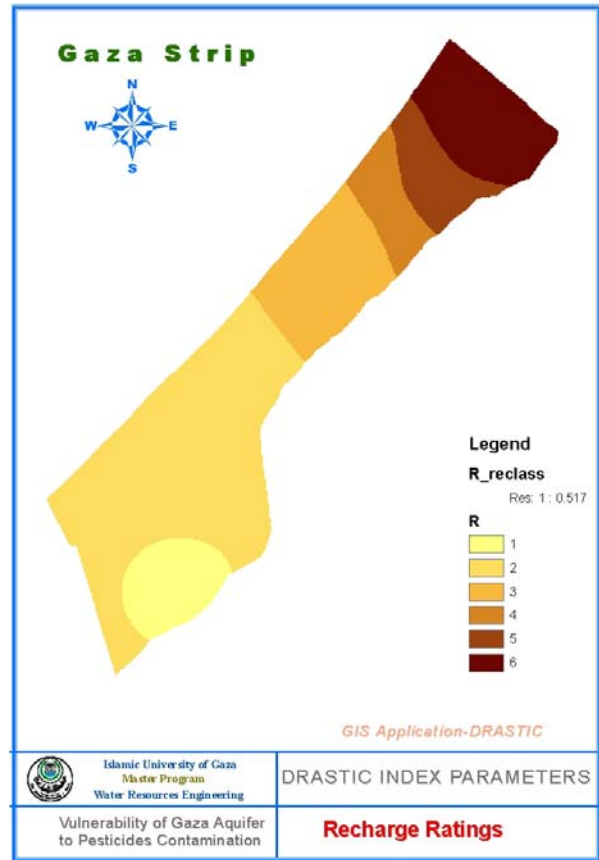 Gaza Strip
N
W E
S
Legend
R_reclass
Res: 1 : 0.517
R
1
2
3
4
5
6
GIS Application-DRASTIC
Islamic University of Gaza
Master Program
Water Resources Engineering
DRASTIC INDEX PARAMETERS
Vulnerability of Gaza Aquifer
to Pesticides Contamination
Recharge Ratings